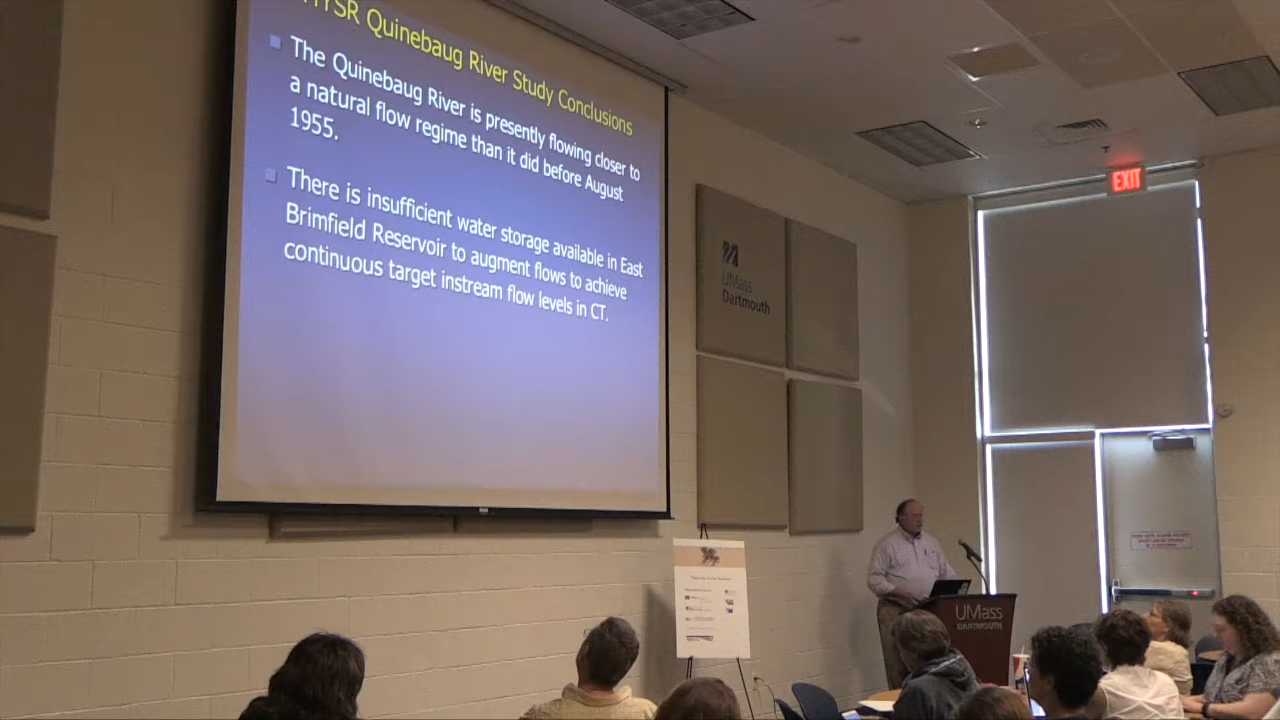 HYSR Quinebaug River Study Conclusions
The Quinebaug River is presently flowing closer to
a natural flow regime than it did before August
1955.
There is insufficient water storage available in East
Brimfield Reservoir to augment flows to achieve
continuous target instream flow levels in CT.
UMass
Dartmouth
EXIT
UMass
DARTMOUTH